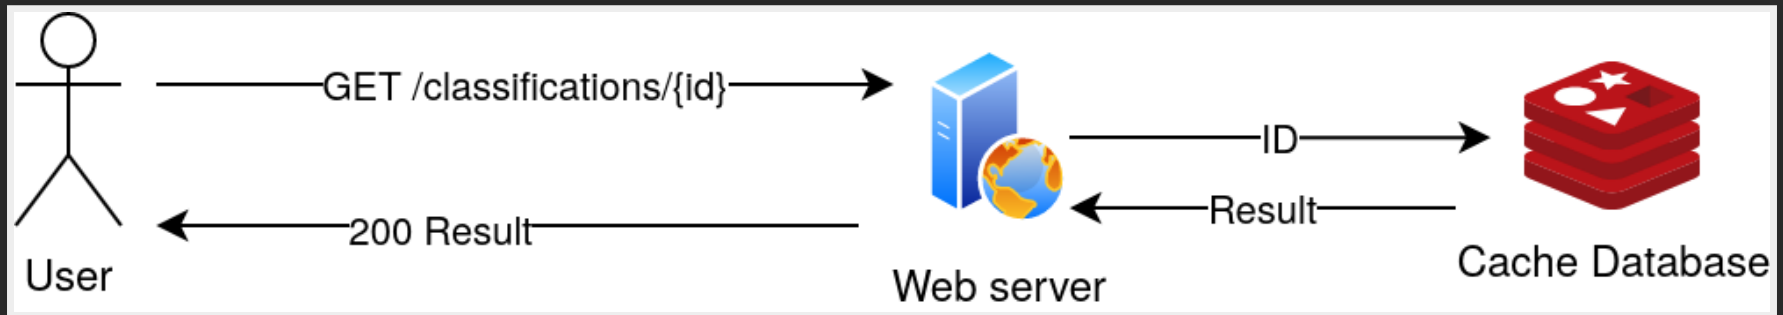 GET /classifications/{id}
ID
Result
200 Result
User
Web server
Cache Database